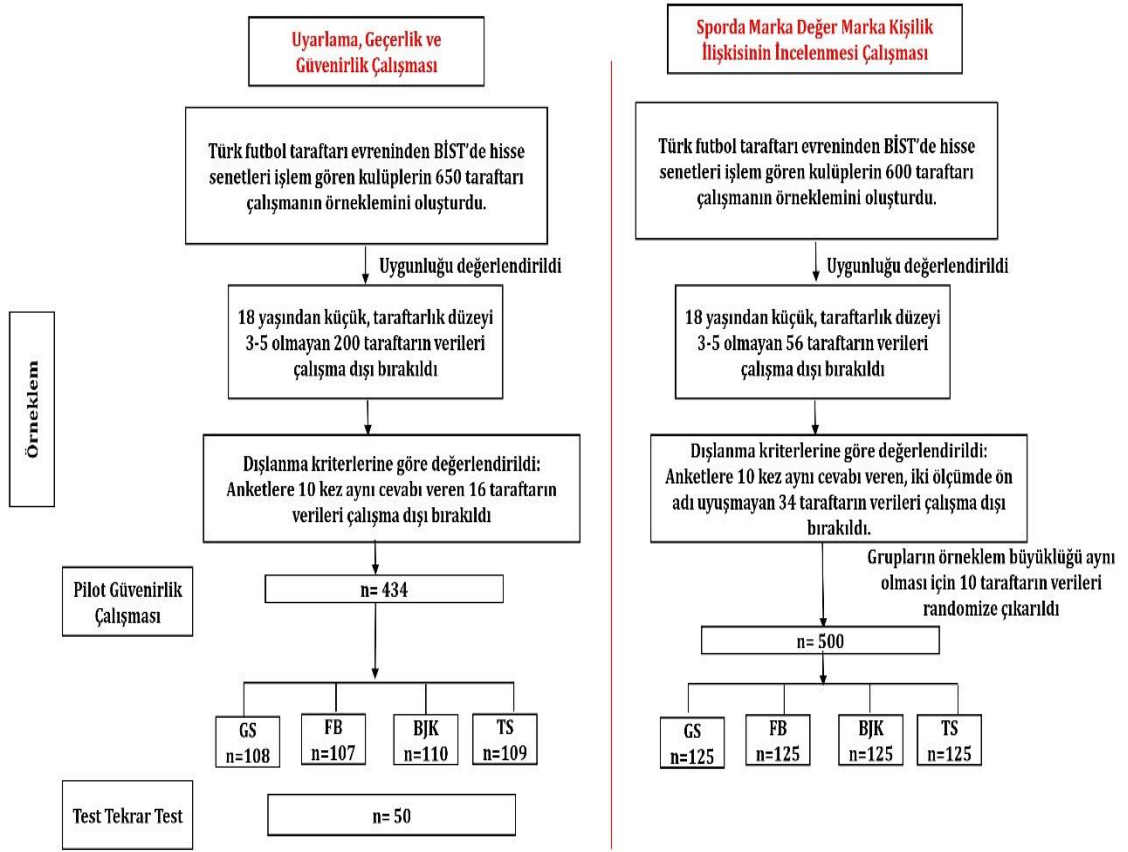 Uyarlama, Geçerlik ve
Güvenirlik Çalışması
Türk futbol taraftarı evreninden BİST'de hisse
senetleri işlem gören kulüplerin 650 taraftarı
çalışmanın örneklemini oluşturdu.
Uygunluğu değerlendirildi
18 yaşından küçük, taraftarlık düzeyi
3-5 olmayan 200 taraftarın verileri
çalışma dışı bırakıldı
Örneklem
Dışlanma kriterlerine göre değerlendirildi:
Anketlere 10 kez aynı cevabı veren 16 taraftarın
verileri çalışma dışı bırakıldı
Pilot Güvenirlik
Çalışması
n= 434
GS
n=108
FB
n=107
BJK
n=110
TS
n=109
Test Tekrar Test
n= 50
Sporda Marka Değer Marka Kişilik
İlişkisinin İncelenmesi Çalışması
Türk futbol taraftarı evreninden BİST'de hisse
senetleri işlem gören kulüplerin 600 taraftarı
çalışmanın örneklemini oluşturdu.
Uygunluğu değerlendirildi
18 yaşından küçük, taraftarlık düzeyi
3-5 olmayan 56 taraftarın verileri
çalışma dışı bırakıldı
Dışlanma kriterlerine göre değerlendirildi:
Anketlere 10 kez aynı cevabı veren, iki ölçümde ön
adı uyuşmayan 34 taraftarın verileri çalışma dışı
bırakıldı.
Grupların örneklem büyüklüğü aynı
olması için 10 taraftarın verileri
randomize çıkarıldı
n= 500
GS
n=125
FB
n=125
BJK
n=125
TS
n=125